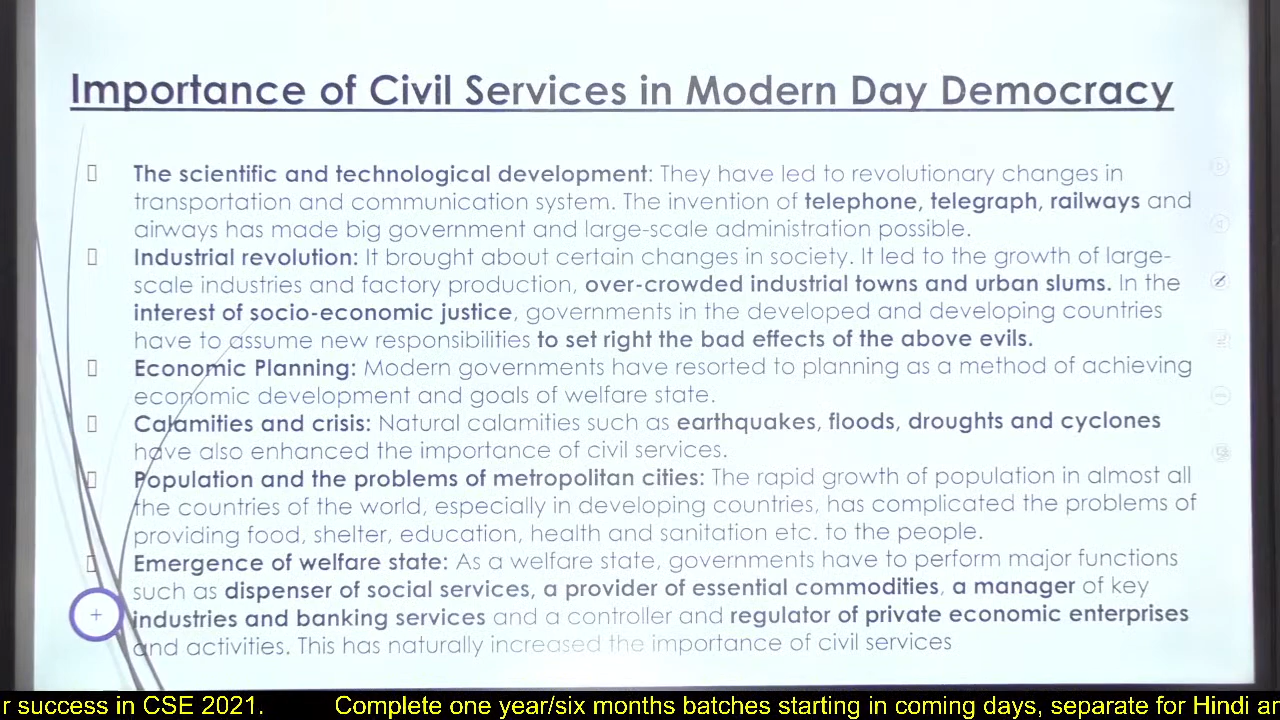 Importance of Civil Services in Modern Day Democracy
The scientific and technological development: They have led to revolutionary changes in
transportation and communication system. The invention of telephone, telegraph, railways and
airways has made big government and large-scale administration possible.
Industrial revolution: It brought about certain changes in society. It led to the growth of large-
scale industries and factory production, over-crowded industrial towns and urban slums. In the
interest of socio-economic justice, governments in the developed and developing countries
have to assume new responsibilities to set right the bad effects of the above evils.
Economic Planning: Modern governments have resorted to planning as a method of achieving
economic development and goals of welfare state.
Calamities and crisis: Natural calamities such as earthquakes, floods, droughts and cyclones
have also enhanced the importance of civil services.
Population and the problems of metropolitan cities: The rapid growth of population in almost all
the countries of the world, especially in developing countries, has complicated the problems of
providing food, shelter, education, health and sanitation etc. to the people.
Emergence of welfare state: As a welfare state, governments have to perform major functions
such as dispenser of social services, a provider of essential commodities, a manager of key
industries and banking services and a controller and regulator of private economic enterprises
and activities. This has naturally increased the importance of civil services
r success in CSE 2021. Complete one year/six months batches starting in coming days, separate for Hindi an